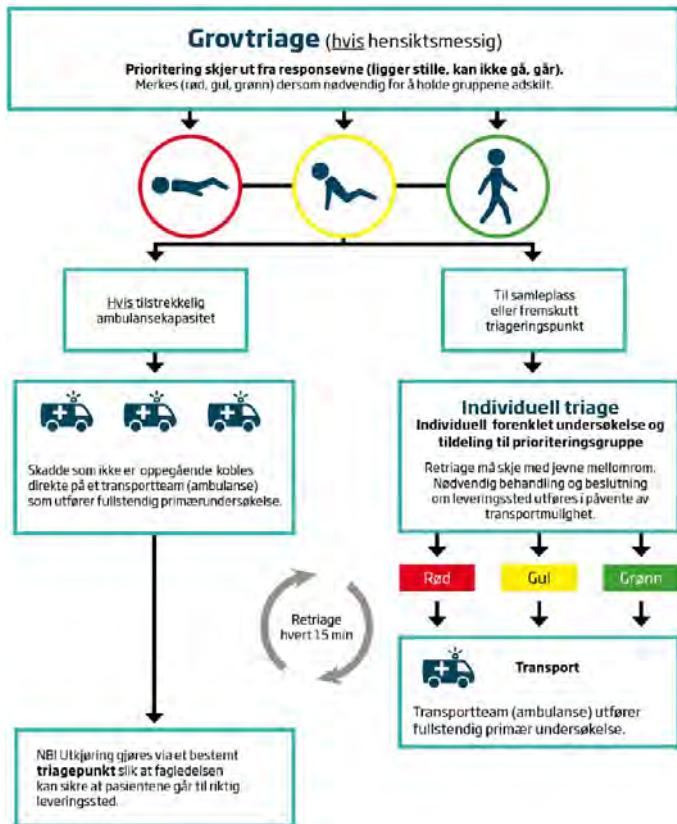 Grovtriage (hvis hensiktsmessig)
Prioritering skjer ut fra responsevne (ligger stille, kan ikke gå, går).
Merkes (rød, gul, grønn) dersom nødvendig for å holde gruppene adskilt.
Hvis tilstrekkelig
ambulansekapasitet
Til samleplass
eller fremskutt
triageringspunkt
Skadde som ikke er oppegående kobles
direkte på et transportteam (ambulanse)
som utfører fullstendig primærundersøkelse.
Individuell triage
Individuell forenklet undersøkelse og
tildeling til prioriteringsgruppe
Retriage må skje med jevne mellomrom.
Nødvendig behandling og beslutning
om leveringssted utføres i påvente av
transportmulighet.
Rød
Gul
Grønn
Retriage
hvert 15 min
Transport
Transportteam (ambulanse) utfører
fullstendig primær undersøkelse.
NB! Utkjøring gjøres via et bestemt
triagepunkt slik at fagledelsen
kan sikre at pasientene går til riktig
leveringssted.